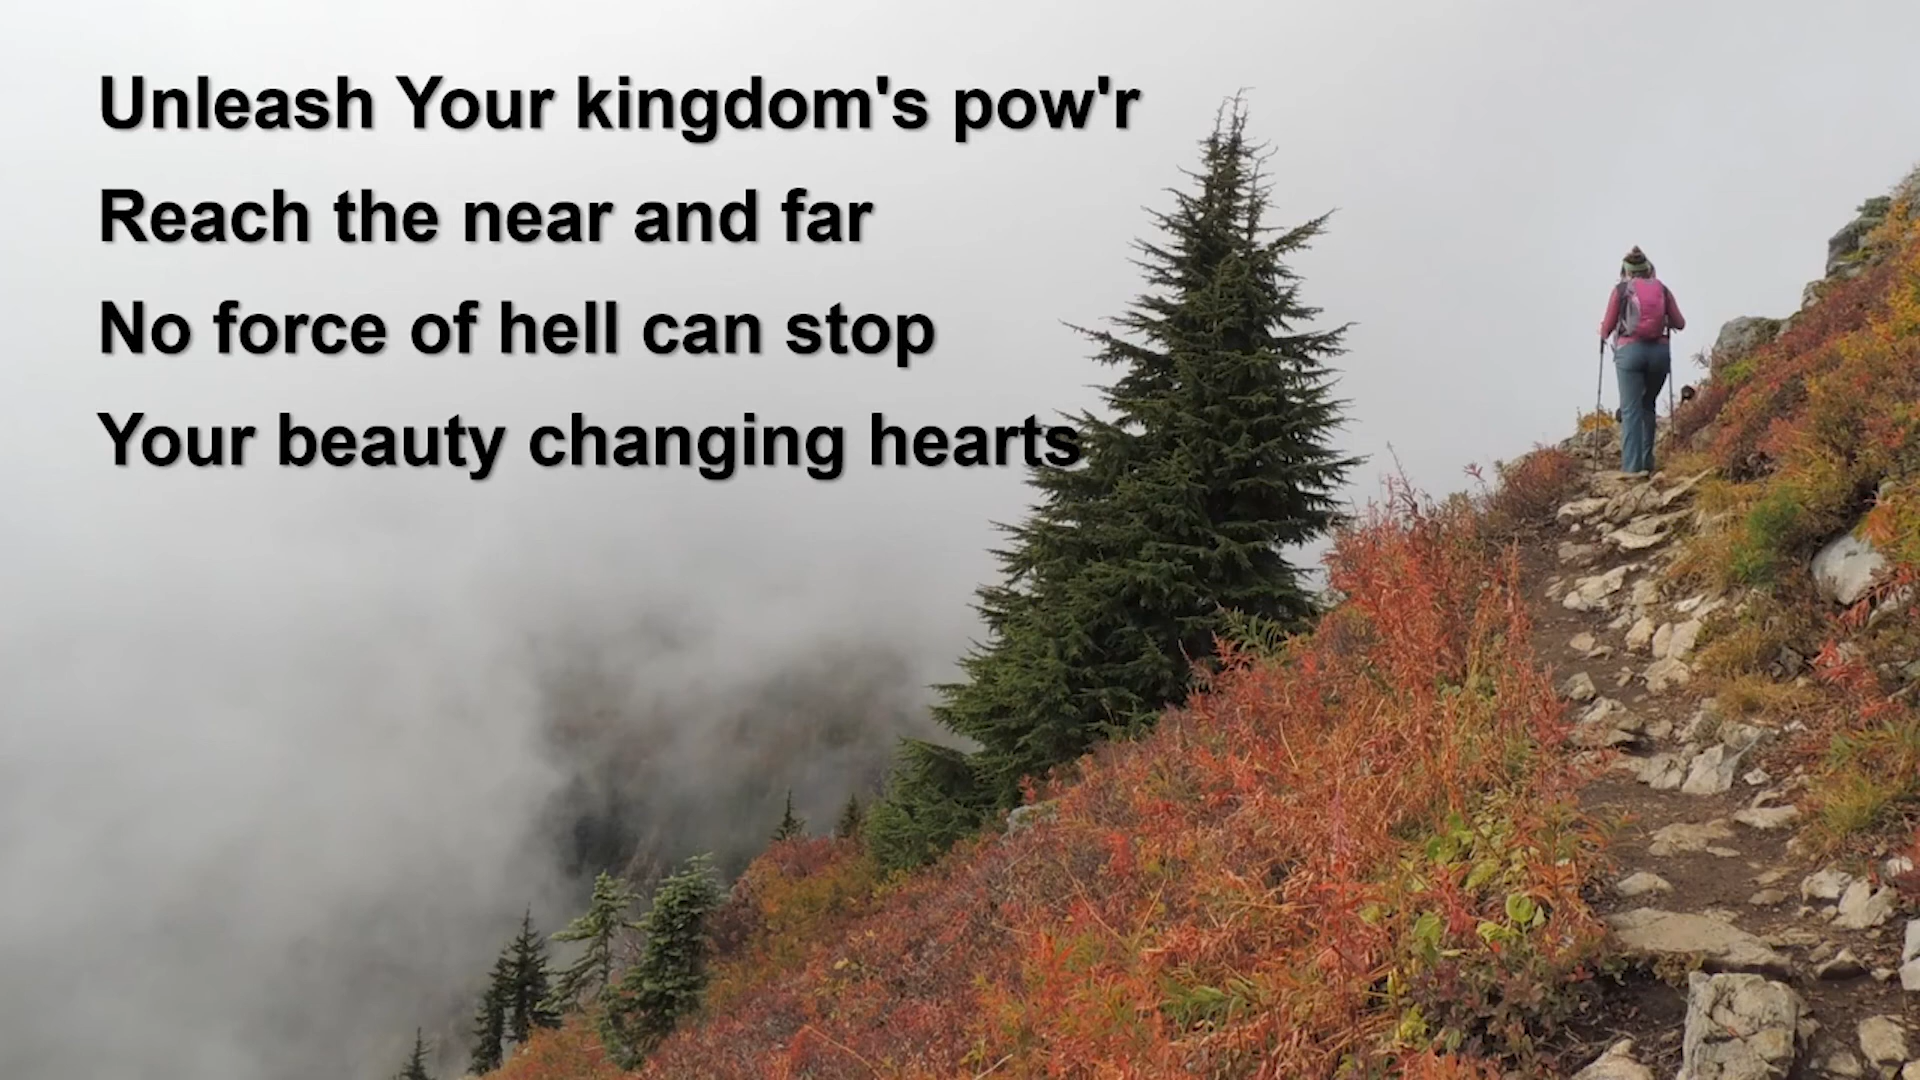 Unleash Your kingdom's pow'r
Reach the near and far
No force of hell can stop
Your beauty changing hearts